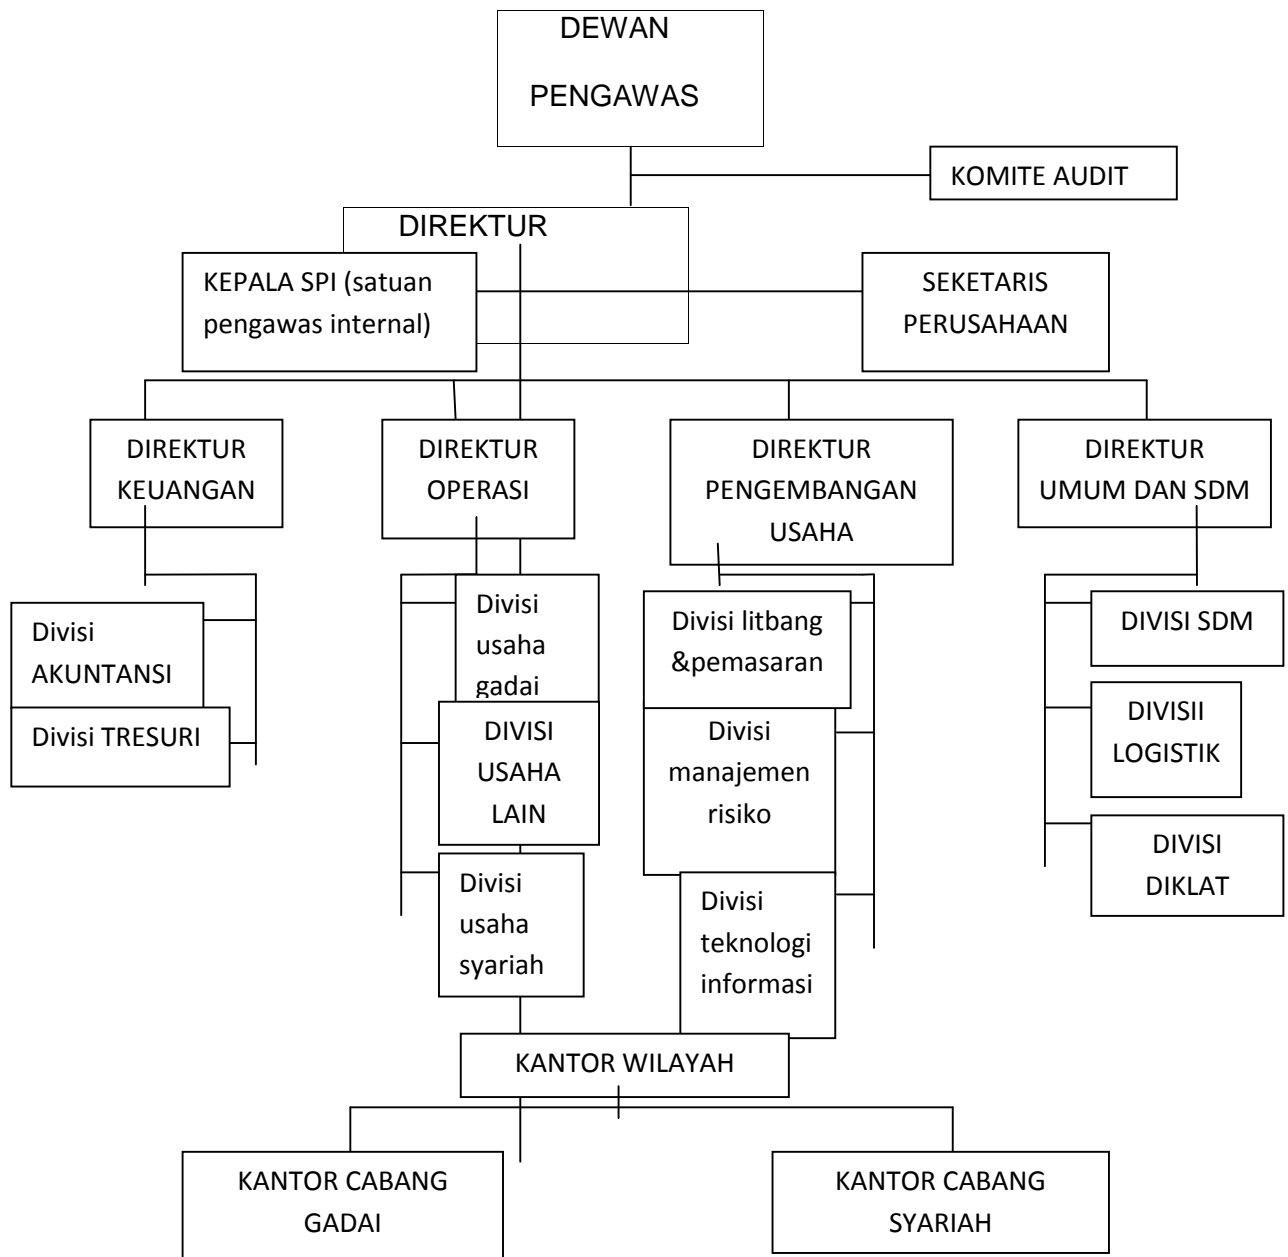 DEWAN
PENGAWAS
KOMITE AUDIT
DIREKTUR
KEPALA SPI (satuan
pengawas internal)
SEKETARIS
PERUSAHAAN
DIREKTUR
KEUANGAN
DIREKTUR
OPERASI
DIREKTUR
PENGEMBANGAN
USAHA
DIREKTUR
UMUM DAN SDM
Divisi
AKUNTANSI
Divisi TRESURI
Divisi
usaha
gadai
DIVISI
USAHA
LAIN
Divisi
usaha
syariah
Divisi litbang
&pemasaran
Divisi
manajemen
risiko
Divisi
teknologi
informasi
DIVISI SDM
DIVISII
LOGISTIK
DIVISI
DIKLAT
KANTOR WILAYAH
KANTOR CABANG
GADAI
KANTOR CABANG
SYARIAH